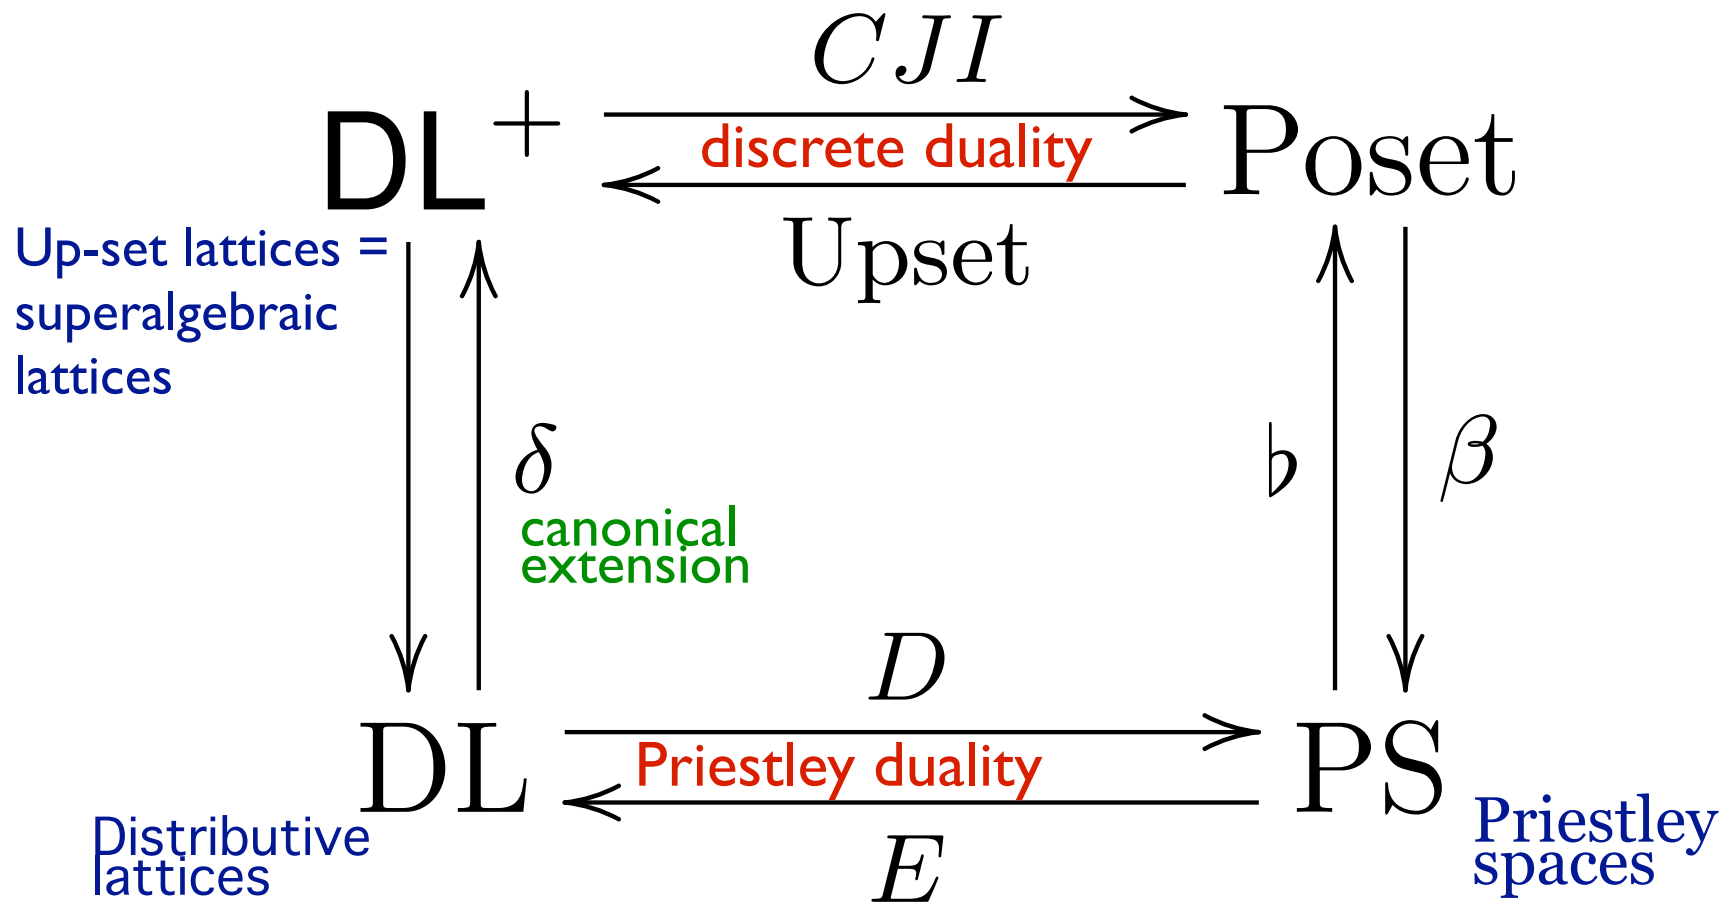 CJI
DL⁺
discrete duality
Poset
Upset
Up-set lattices =
superalgebraic
lattices
δ
canonical
extension
♭
β
D
DL
Priestley duality
PS
E
Distributive
lattices
Priestley
spaces